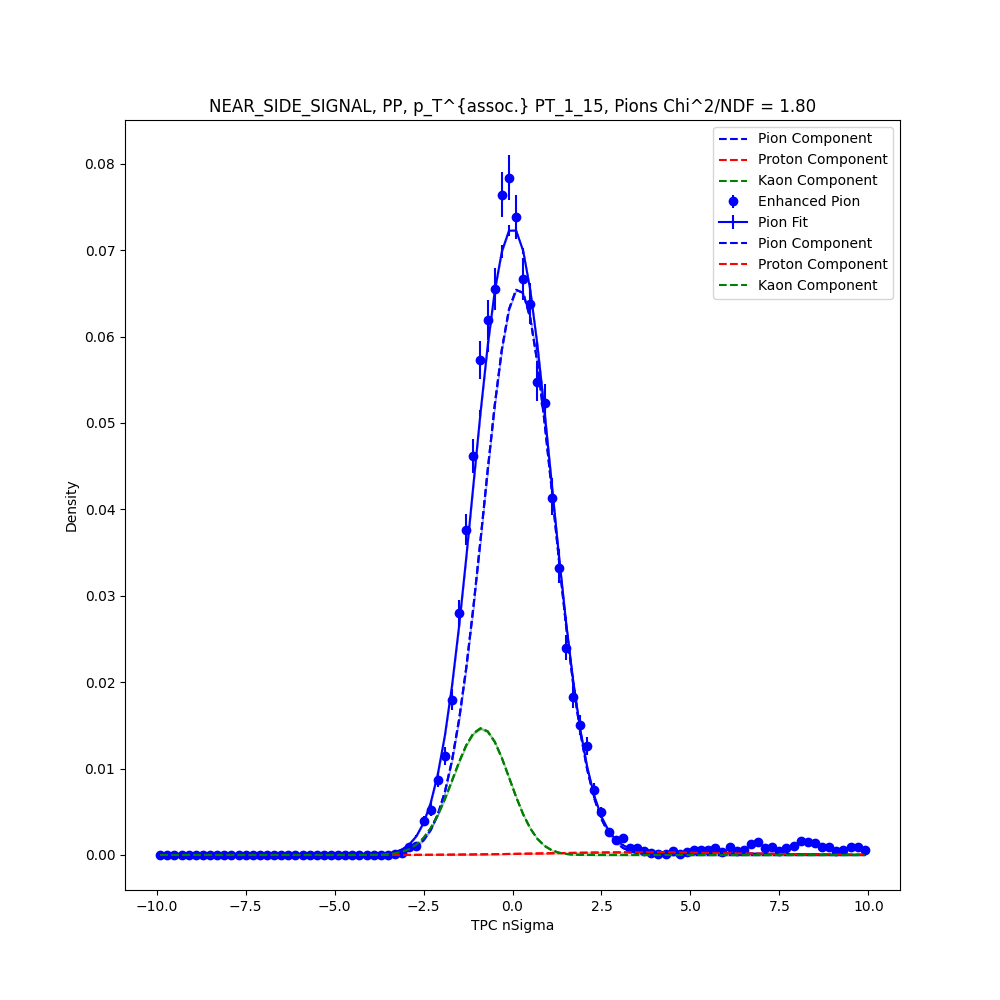 NEAR_SIDE_SIGNAL, PP, p_T^{assoc.} PT_1_15, Pions Chi^2/NDF = 1.80
Pion Component
Proton Component
Kaon Component
Enhanced Pion
Pion Fit
Pion Component
Proton Component
Kaon Component
0.08
0.07
0.06
0.05
0.04
0.03
0.02
0.01
0.00
Density
−10.0 −7.5 −5.0 −2.5 0.0 2.5 5.0 7.5 10.0
TPC nSigma